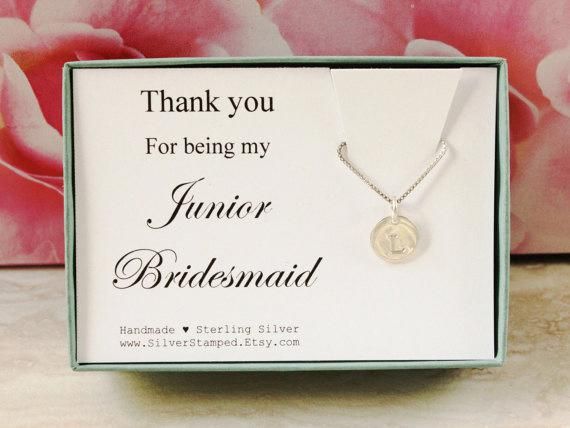 Thank you
For being my
Junior
Bridesmaid
Handmade ♥ Sterling Silver
www.SilverStamped.Etsy.com
L